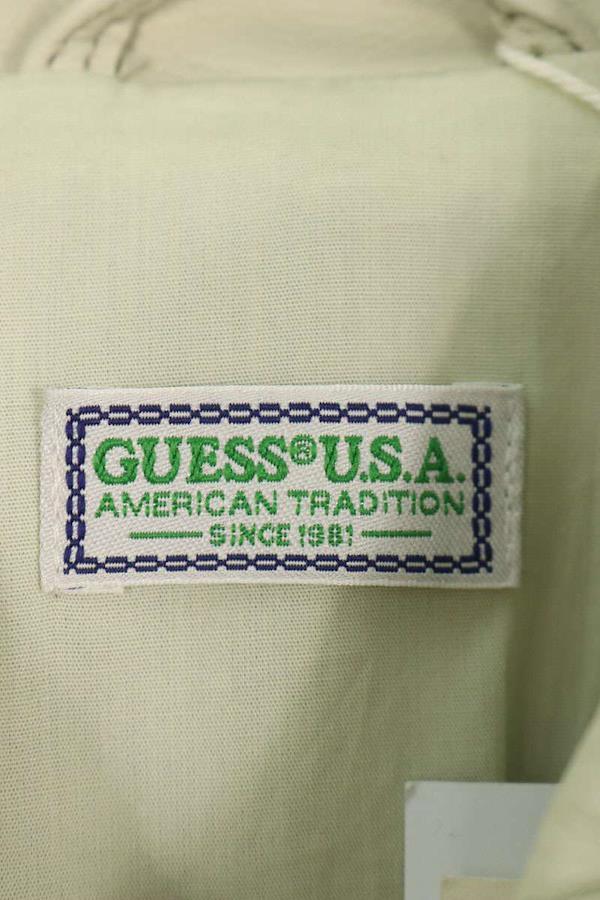 GUESS® U.S.A.
AMERICAN TRADITION
SINCE 1981